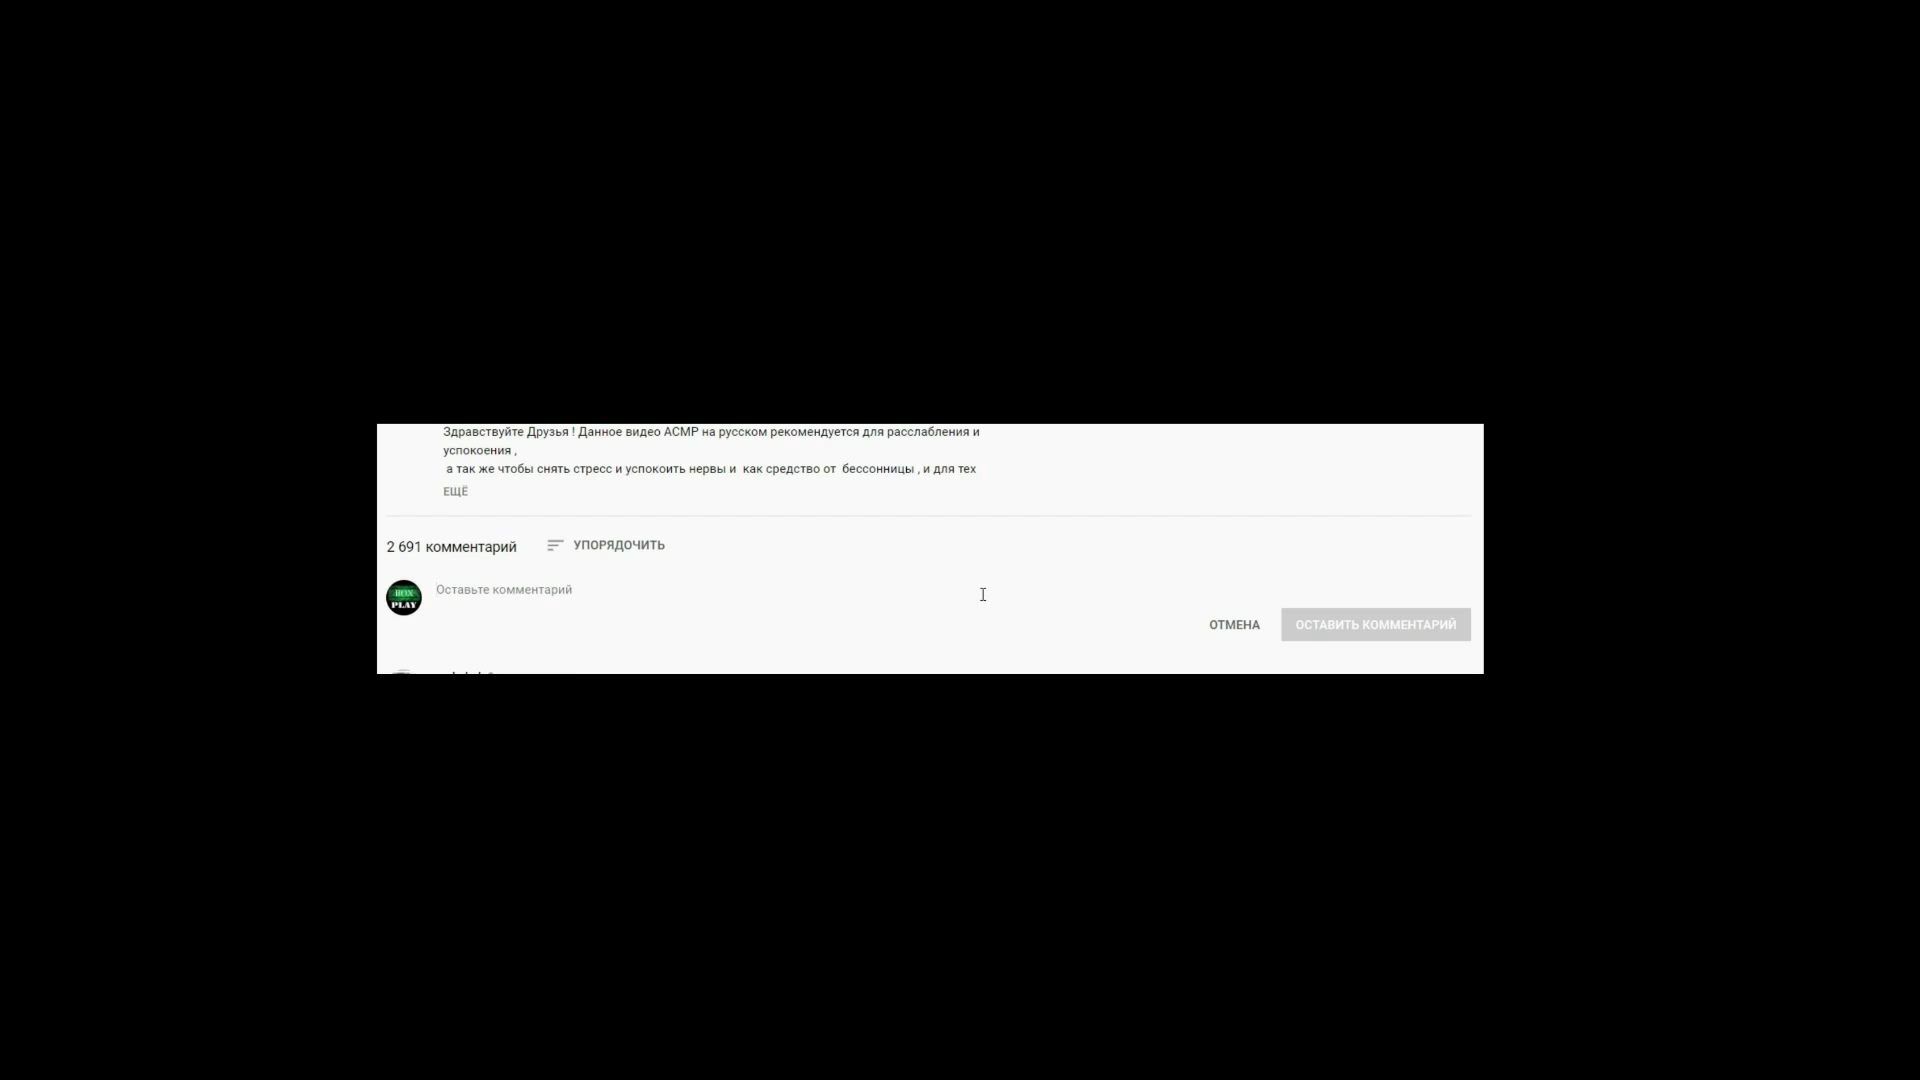 Здравствуйте Друзья ! Данное видео АСМР на русском рекомендуется для расслабления и
успокоения ,
а так же чтобы снять стресс и успокоить нервы и как средство от бессонницы , и для тех
ЕЩЁ
2 691 комментарий
УПОРЯДОЧИТЬ
BOX
PLAY
Оставьте комментарий
ОТМЕНА
ОСТАВИТЬ КОММЕНТАРИЙ